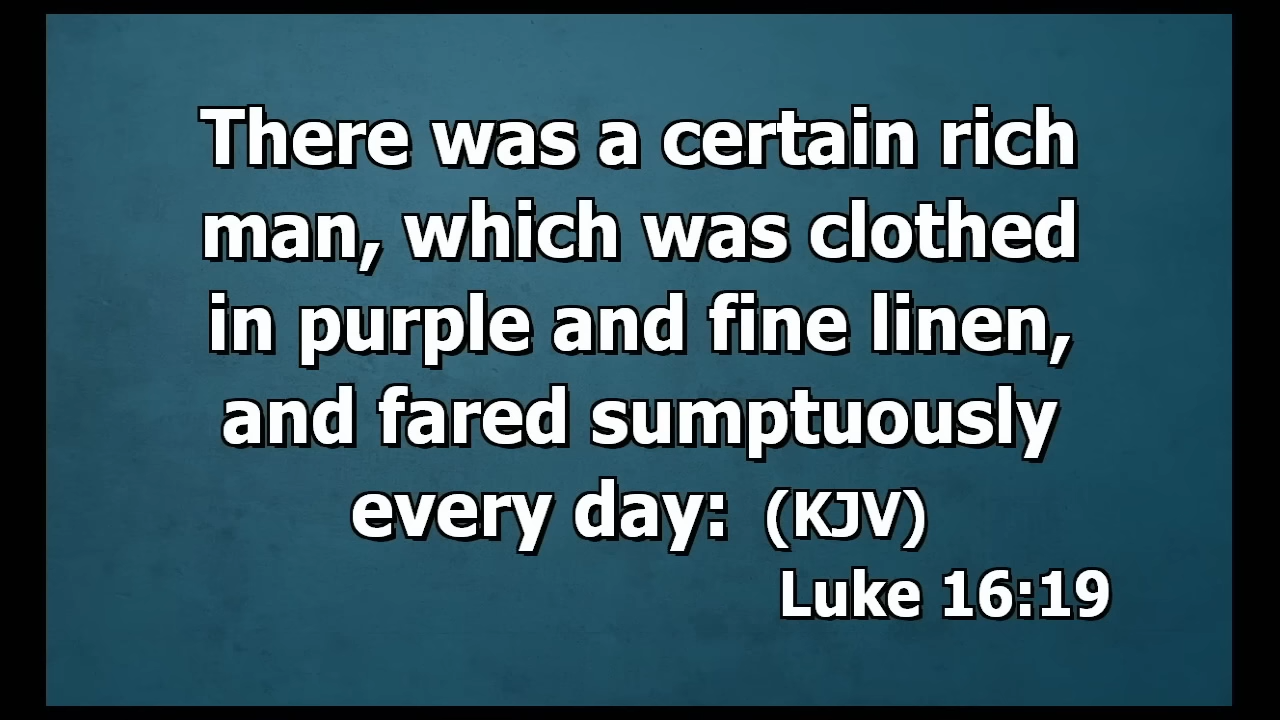 There was a certain rich
man, which was clothed
in purple and fine linen,
and fared sumptuously
every day: (KJV)
Luke 16:19